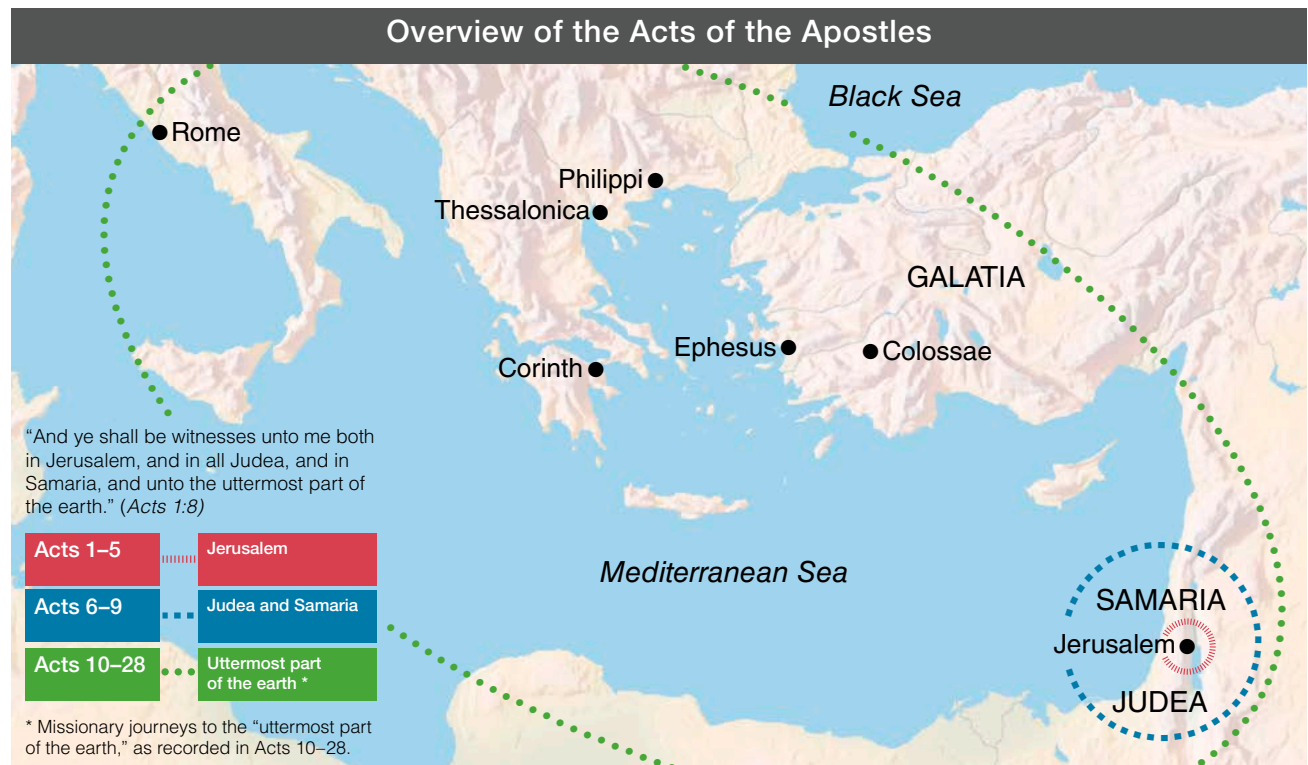 Overview of the Acts of the Apostles
Black Sea
Rome
Philippi
Thessalonica
GALATIA
Ephesus
Colossae
Corinth
“And ye shall be witnesses unto me both
in Jerusalem, and in all Judea, and in
Samaria, and unto the uttermost part of
the earth.” (Acts 1:8)
Acts 1–5
Jerusalem
Acts 6–9
Judea and Samaria
Acts 10–28
Uttermost part
of the earth *
* Missionary journeys to the “uttermost part
of the earth,” as recorded in Acts 10–28.
Mediterranean Sea
SAMARIA
Jerusalem
JUDEA